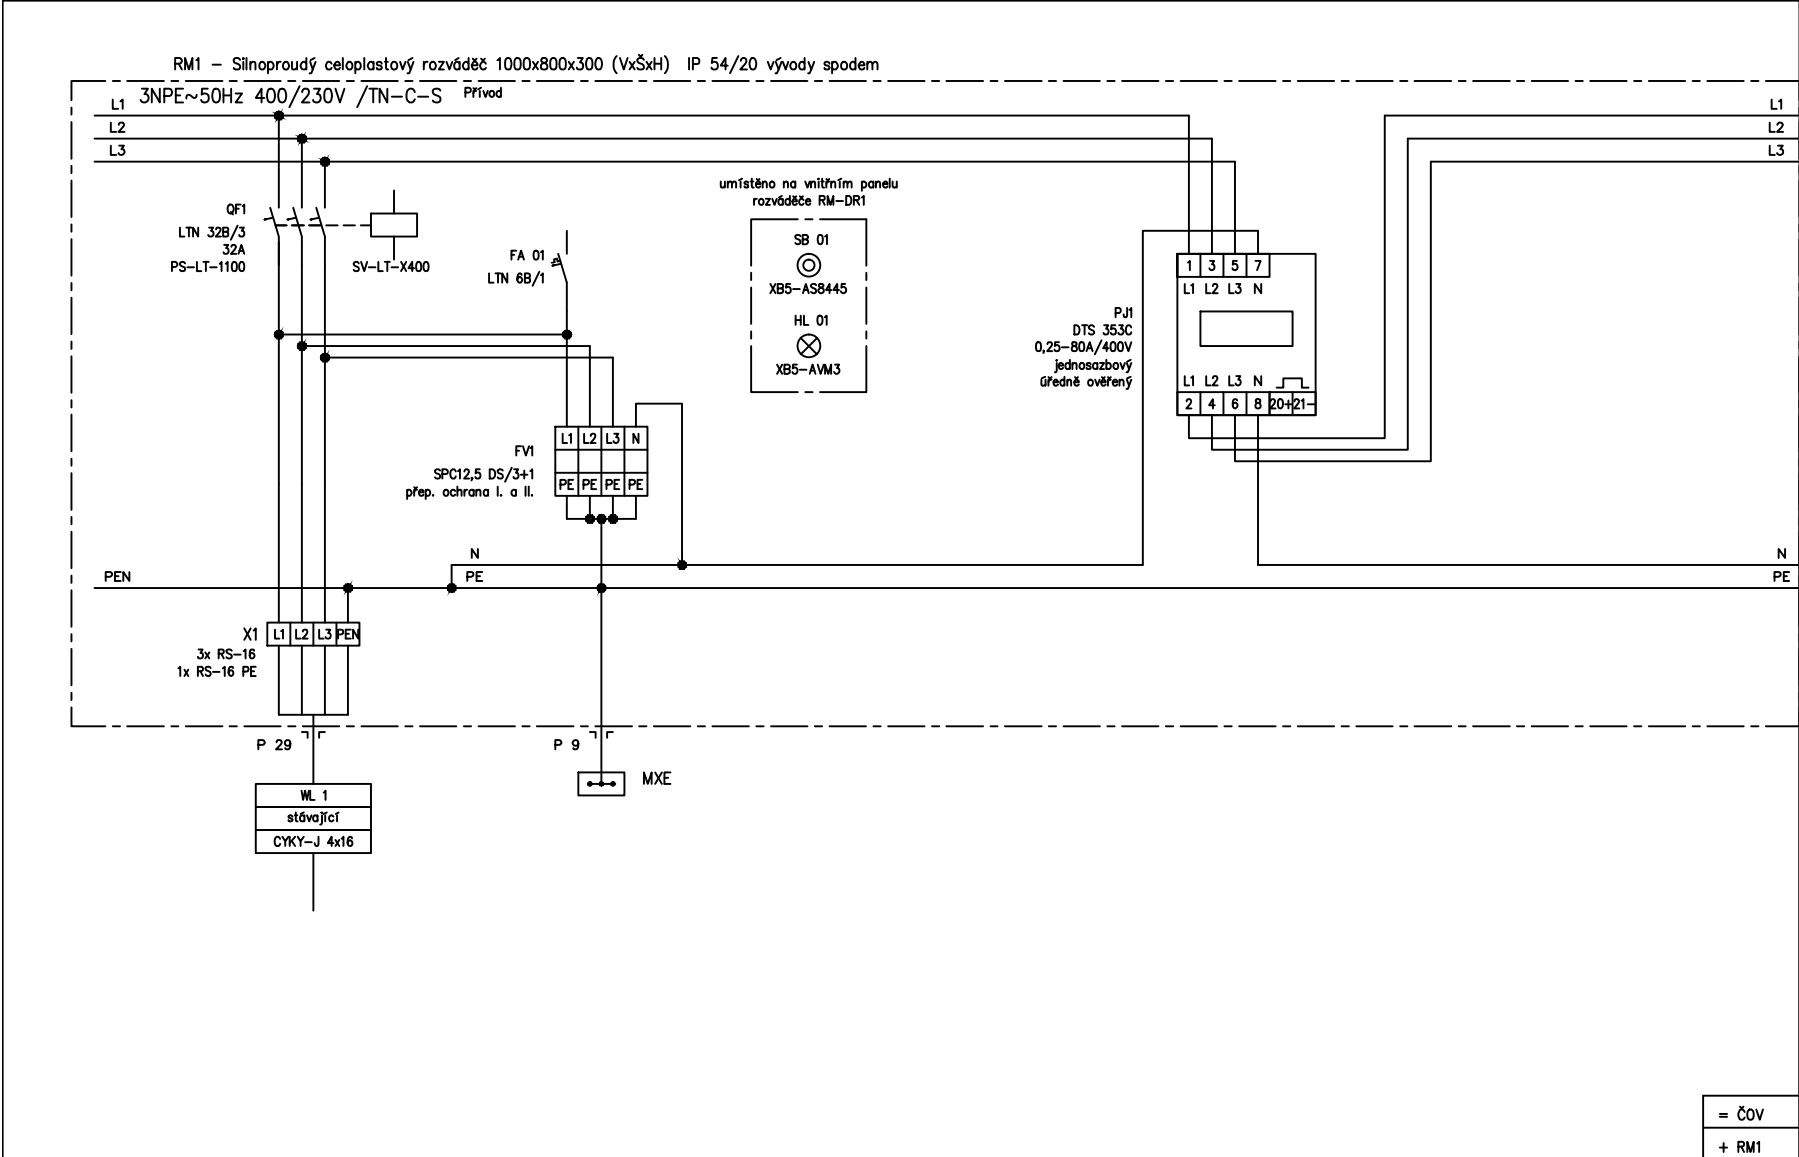 RM1 – Silnoproudý celoplastový rozváděč 1000x800x300 (VxŠxH) IP 54/20 vývody spodem
3NPE~50Hz 400/230V /TN-C-S Přívod
L1
L2
L3
L1
L2
L3
QF1
LTN 32B/3
32A
PS-LT-1100
SV-LT-X400
FA 01
LTN 6B/1
umístěno na vnitřním panelu
rozváděče RM-DR1
SB 01
XB5-AS8445
HL 01
XB5-AVM3
PJ1
DTS 353C
0,25-80A/400V
jednosazbový
úředně ověřený
1 3 5 7
L1 L2 L3 N
L1 L2 L3 N
2 4 6 8 20+ 21-
FV1
SPC12,5 DS/3+1
přep. ochrana I. a II.
L1 L2 L3 N
PE PE PE PE
N
PE
PEN
N
PE
X1
3x RS-16
1x RS-16 PE
L1 L2 L3 PEN
P 29
P 9
MXE
WL 1
stávající
CYKY-J 4x16
= ČOV
+ RM1